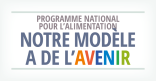 PROGRAMME NATIONAL
POUR L'ALIMENTATION
NOTRE MODÈLE
A DE L'AVENIR